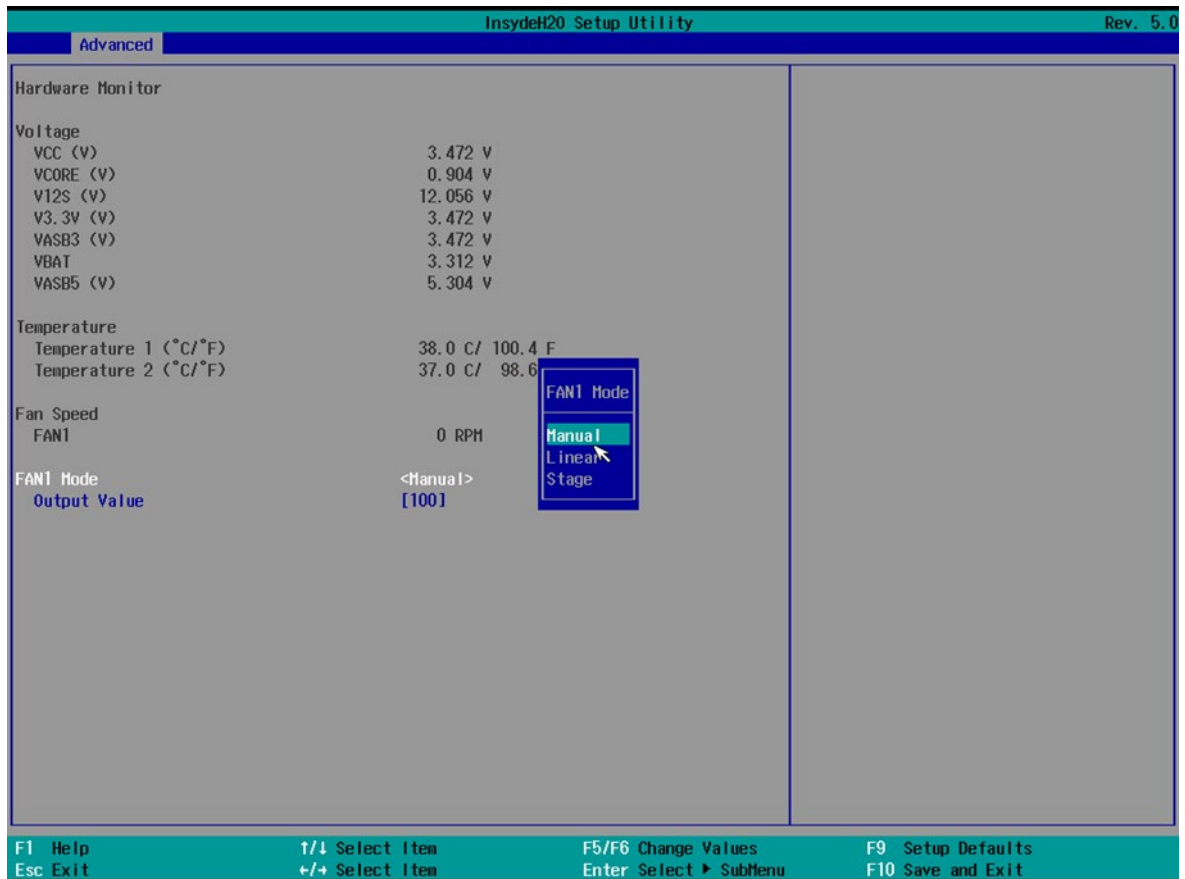 InsydeH20 Setup Utility Rev. 5.0
Advanced
Hardware Monitor
Voltage
VCC (V) 3.472 V
VCORE (V) 0.904 V
V12S (V) 12.056 V
V3.3V (V) 3.472 V
VASB3 (V) 3.472 V
VBAT 3.312 V
VASB5 (V) 5.304 V
Temperature
Temperature 1 (°C/°F) 38.0 C/ 100.4 F
Temperature 2 (°C/°F) 37.0 C/ 98.6
Fan Speed
FAN1 0 RPM
FAN1 Mode <Manual>
Output Value [100]
FAN1 Mode
Manual
Linear
Stage
F1 Help ↑/↓ Select Item F5/F6 Change Values F9 Setup Defaults
Esc Exit ←/→ Select Item Enter Select ▶ SubMenu F10 Save and Exit